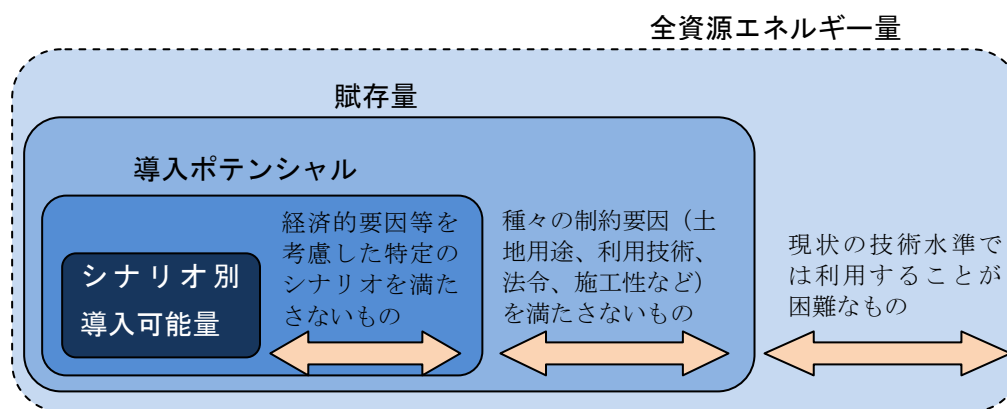 全資源エネルギー量
賦存量
導入ポテンシャル
経済的要因等を
考慮した特定の
シナリオを満た
さないもの
種々の制約要因（土
地用途、利用技術、
法令、施工性など）
を満たさないもの
現状の技術水準で
は利用することが
困難なもの
シナリオ別
導入可能量